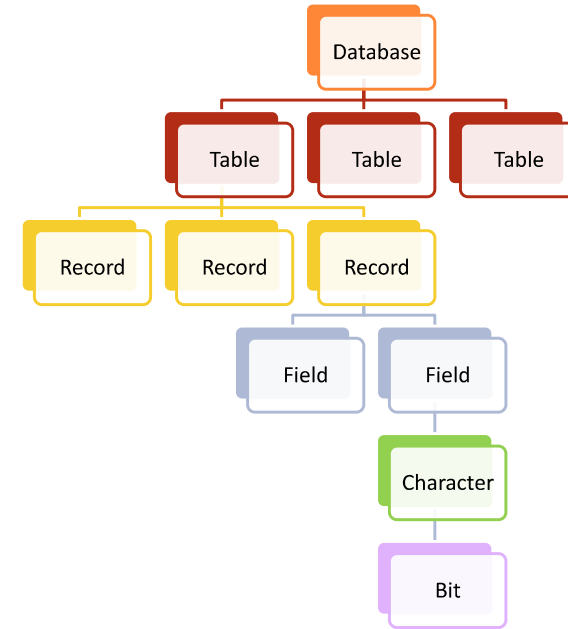 Database
Table
Table
Table
Record
Record
Record
Field
Field
Character
Bit